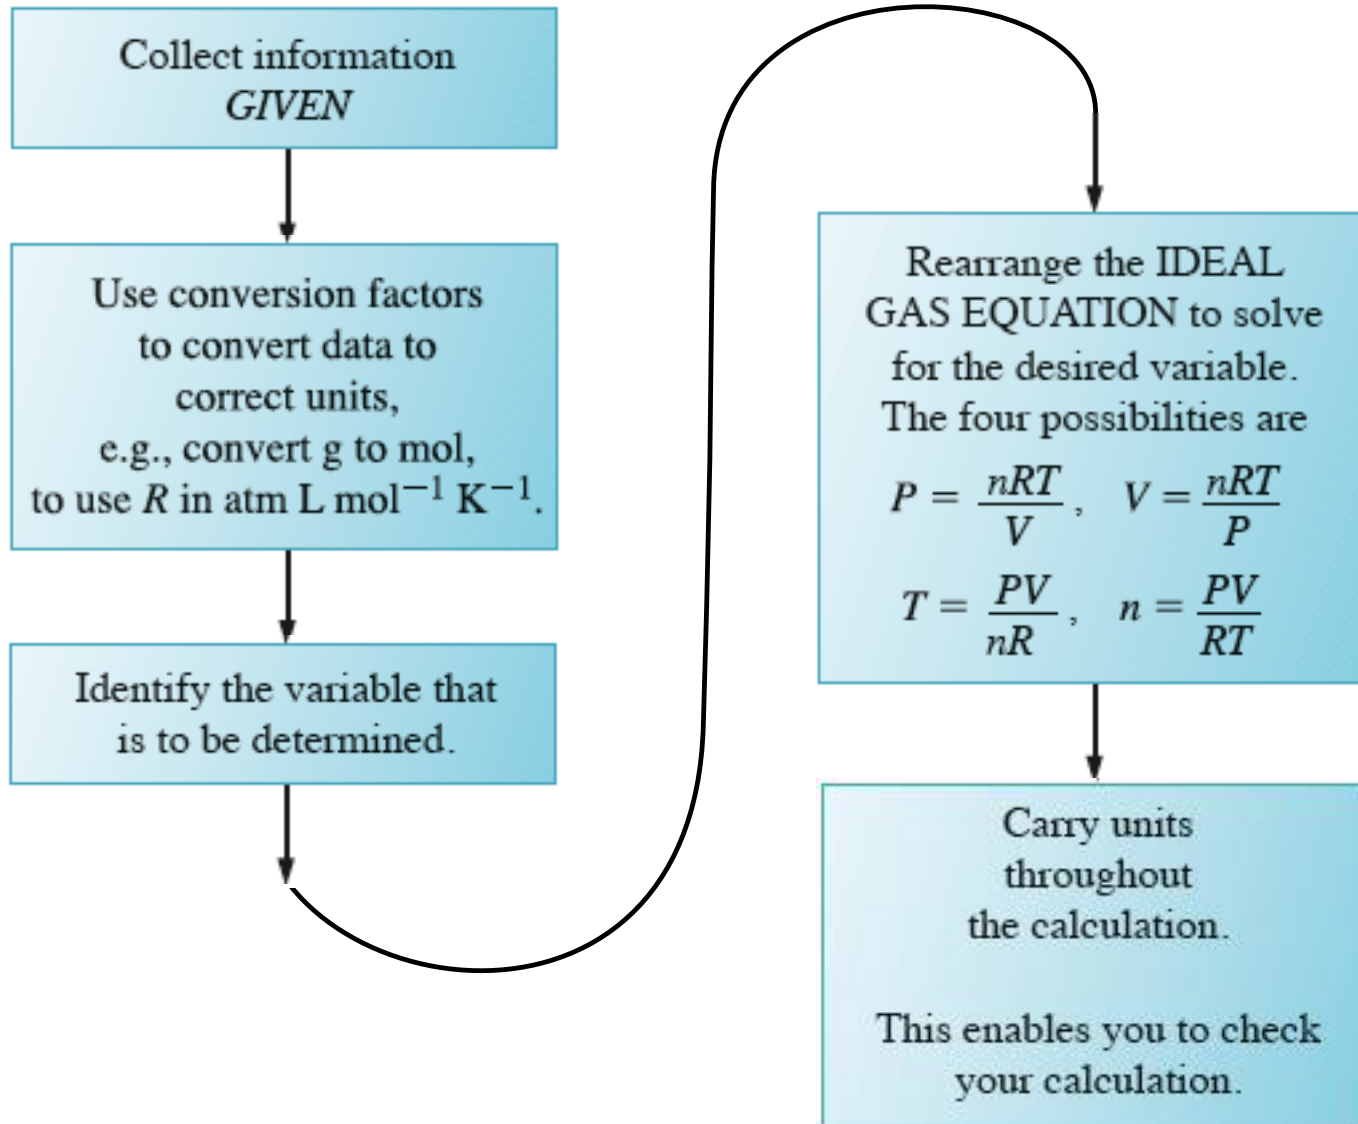 Collect information
GIVEN
Use conversion factors
to convert data to
correct units,
e.g., convert g to mol,
to use R in atm L mol⁻¹ K⁻¹.
Identify the variable that
is to be determined.
Rearrange the IDEAL
GAS EQUATION to solve
for the desired variable.
The four possibilities are
P = nRT/V, V = nRT/P
T = PV/nR, n = PV/RT
Carry units
throughout
the calculation.
This enables you to check
your calculation.